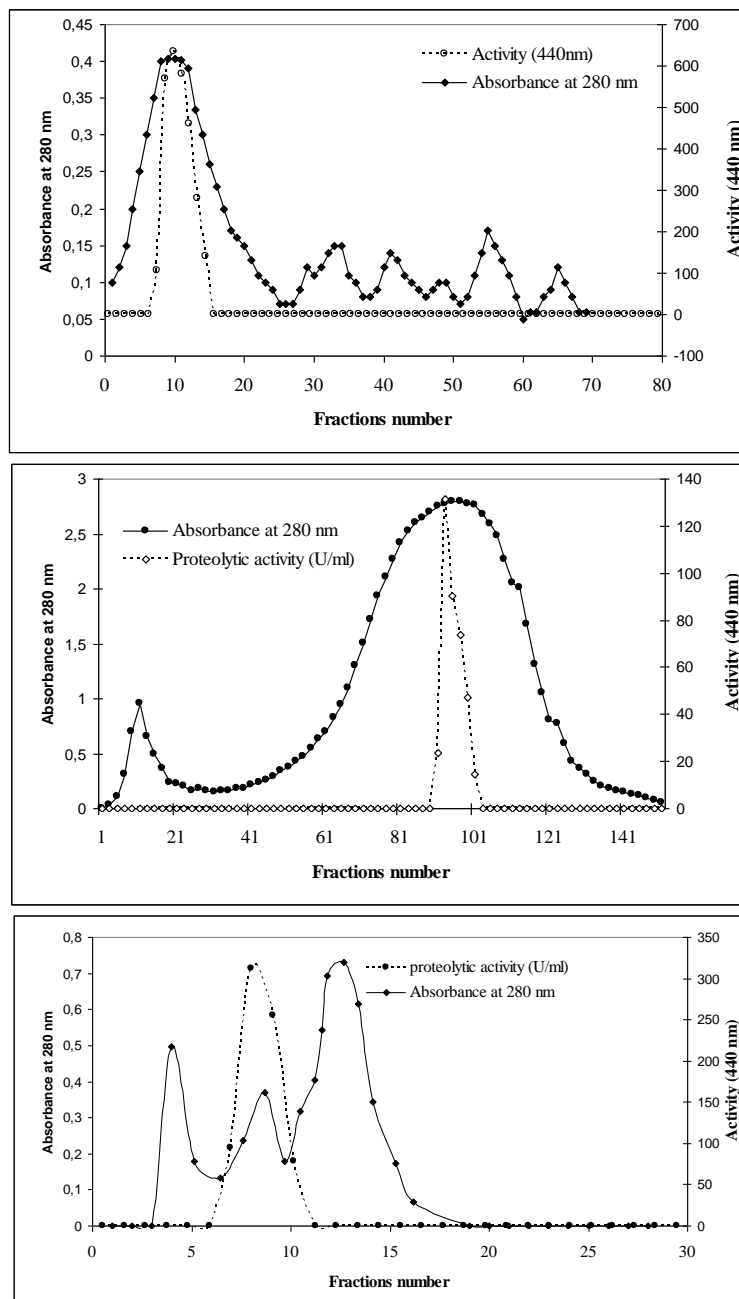 0,45
0,4
0,35
0,3
0,25
0,2
0,15
0,1
0,05
0
Absorbance at 280 nm
Activity (440nm)
Absorbance at 280 nm
700
600
500
400
300
200
100
0
-100
Activity (440 nm)
0 10 20 30 40 50 60 70 80
Fractions number
3
2,5
2
1,5
1
0,5
0
Absorbance at 280 nm
Absorbance at 280 nm
Proteolytic activity (U/ml)
140
120
100
80
60
40
20
0
Activity (440 nm)
1 21 41 61 81 101 121 141
Fractions number
0,8
0,7
0,6
0,5
0,4
0,3
0,2
0,1
0
Absorbance at 280 nm
proteolytic activity (U/ml)
Absorbance at 280 nm
350
300
250
200
150
100
50
0
Activity (440 nm)
0 5 10 15 20 25 30
Fractions number